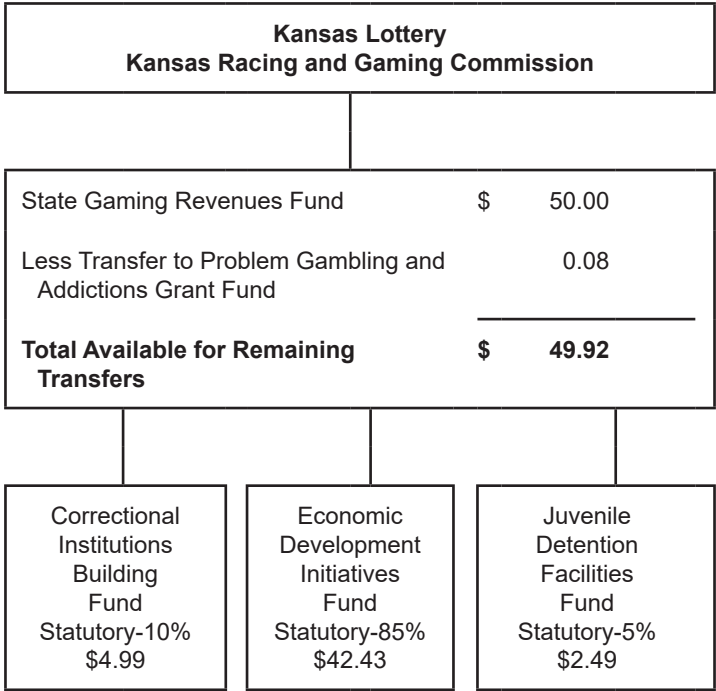 Kansas Lottery
Kansas Racing and Gaming Commission
State Gaming Revenues Fund $ 50.00
Less Transfer to Problem Gambling and 0.08
Addictions Grant Fund
Total Available for Remaining $ 49.92
Transfers
Correctional
Institutions
Building
Fund
Statutory-10%
$4.99
Economic
Development
Initiatives
Fund
Statutory-85%
$42.43
Juvenile
Detention
Facilities
Fund
Statutory-5%
$2.49